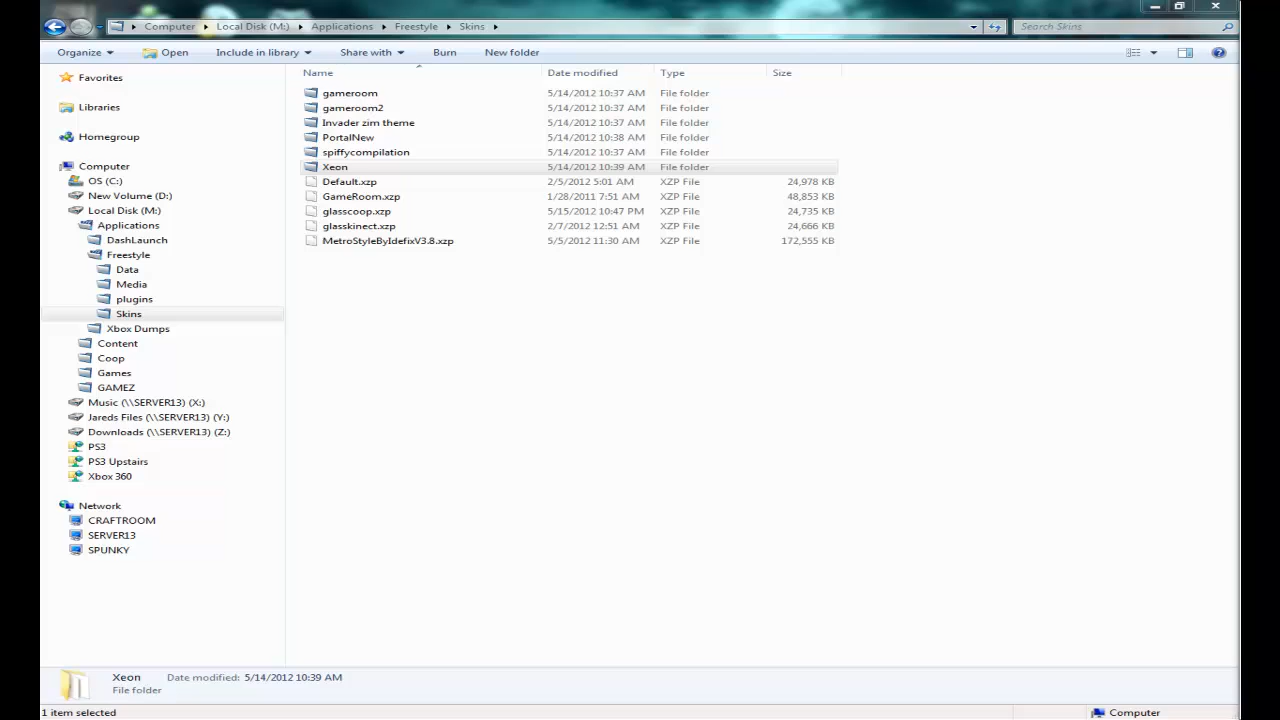 Computer Local Disk (M:) Applications Freestyle Skins Search Skins
Organize Open Include in library Share with Burn New folder
Name Date modified Type Size
Favorites
Libraries
Homegroup
Computer
OS (C:)
New Volume (D:)
Local Disk (M:)
Applications
DashLaunch
Freestyle
Data
Media
plugins
Skins
Xbox Dumps
Content
Coop
Games
GAMEZ
Music (\\SERVER13) (X:)
Jareds Files (\\SERVER13) (Y:)
Downloads (\\SERVER13) (Z:)
PS3
PS3 Upstairs
Xbox 360
Network
CRAFTROOM
SERVER13
SPUNKY
gameroom 5/14/2012 10:37 AM File folder
gameroom2 5/14/2012 10:37 AM File folder
Invader zim theme 5/14/2012 10:37 AM File folder
PortalNew 5/14/2012 10:38 AM File folder
spiffycompilation 5/14/2012 10:37 AM File folder
Xeon 5/14/2012 10:39 AM File folder
Default.xzp 2/5/2012 5:01 AM XZP File 24,978 KB
GameRoom.xzp 1/28/2011 7:51 AM XZP File 48,853 KB
glasscoop.xzp 5/15/2012 10:47 PM XZP File 24,735 KB
glasskinect.xzp 2/7/2012 12:51 AM XZP File 24,666 KB
MetroStyleByIdefixV3.8.xzp 5/5/2012 11:30 AM XZP File 172,555 KB
Xeon Date modified: 5/14/2012 10:39 AM
File folder
1 item selected Computer